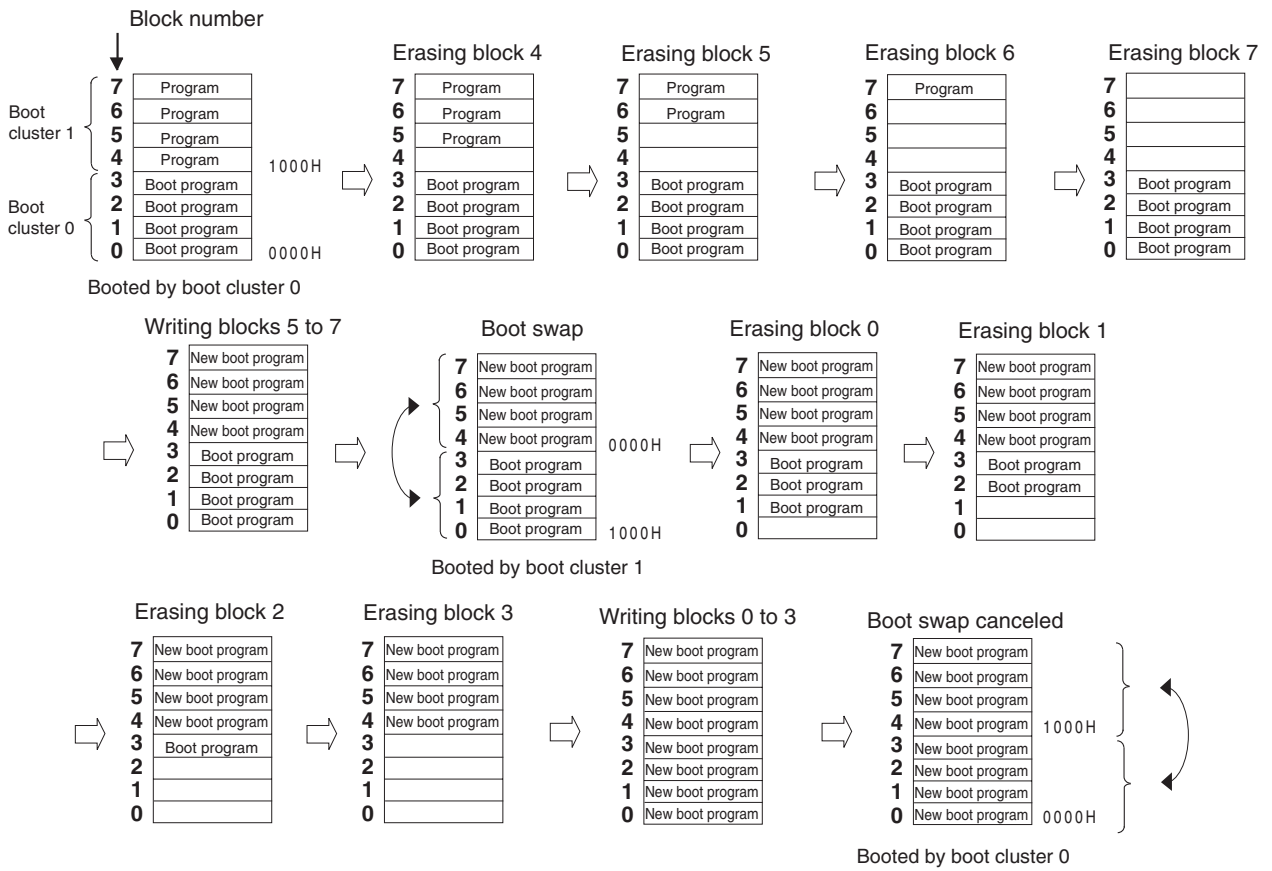 Block number
Erasing block 4
Erasing block 5
Erasing block 6
Erasing block 7
Boot cluster 1
7 Program
6 Program
5 Program
4 Program
1000H
Boot cluster 0
3 Boot program
2 Boot program
1 Boot program
0 Boot program
0000H
Booted by boot cluster 0
7 Program
6 Program
5 Program
4
3 Boot program
2 Boot program
1 Boot program
0 Boot program
7 Program
6 Program
5
4
3 Boot program
2 Boot program
1 Boot program
0 Boot program
7 Program
6
5
4
3 Boot program
2 Boot program
1 Boot program
0 Boot program
7
6
5
4
3 Boot program
2 Boot program
1 Boot program
0 Boot program
Writing blocks 5 to 7
7 New boot program
6 New boot program
5 New boot program
4 New boot program
3 Boot program
2 Boot program
1 Boot program
0 Boot program
Boot swap
7 New boot program
6 New boot program
5 New boot program
4 New boot program
0000H
3 Boot program
2 Boot program
1 Boot program
0 Boot program
1000H
Booted by boot cluster 1
Erasing block 0
7 New boot program
6 New boot program
5 New boot program
4 New boot program
3 Boot program
2 Boot program
1 Boot program
0
Erasing block 1
7 New boot program
6 New boot program
5 New boot program
4 New boot program
3 Boot program
2 Boot program
1
0
Erasing block 2
7 New boot program
6 New boot program
5 New boot program
4 New boot program
3 Boot program
2
1
0
Erasing block 3
7 New boot program
6 New boot program
5 New boot program
4 New boot program
3
2
1
0
Writing blocks 0 to 3
7 New boot program
6 New boot program
5 New boot program
4 New boot program
3 New boot program
2 New boot program
1 New boot program
0 New boot program
Boot swap canceled
7 New boot program
6 New boot program
5 New boot program
4 New boot program
1000H
3 New boot program
2 New boot program
1 New boot program
0 New boot program
0000H
Booted by boot cluster 0